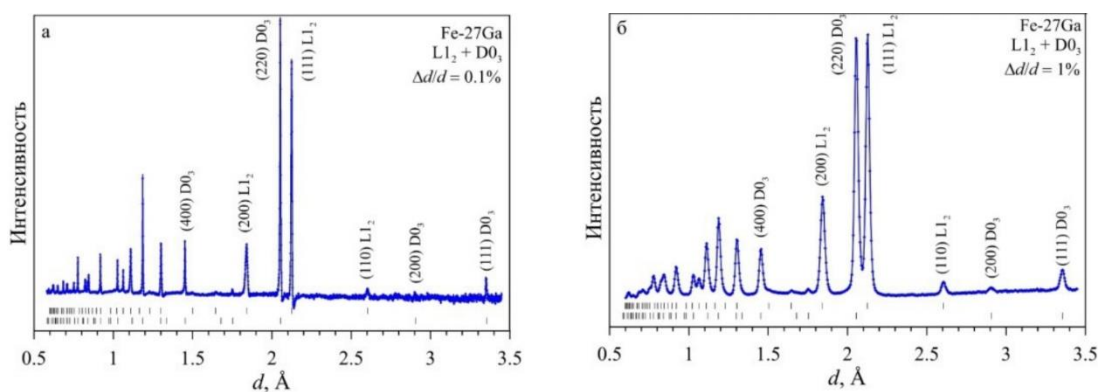 а
Fe-27Ga
L1₂ + D0₃
Δd/d = 0.1%
(220) D0₃
(111) L1₂
(400) D0₃
(200) L1₂
(110) L1₂
(200) D0₃
(111) D0₃
Интенсивность
0.5 1 1.5 2 2.5 3 3.5
d, Å
б
Fe-27Ga
L1₂ + D0₃
Δd/d = 1%
(220) D0₃
(111) L1₂
(200) L1₂
(400) D0₃
(110) L1₂
(200) D0₃
(111) D0₃
Интенсивность
0.5 1 1.5 2 2.5 3 3.5
d, Å